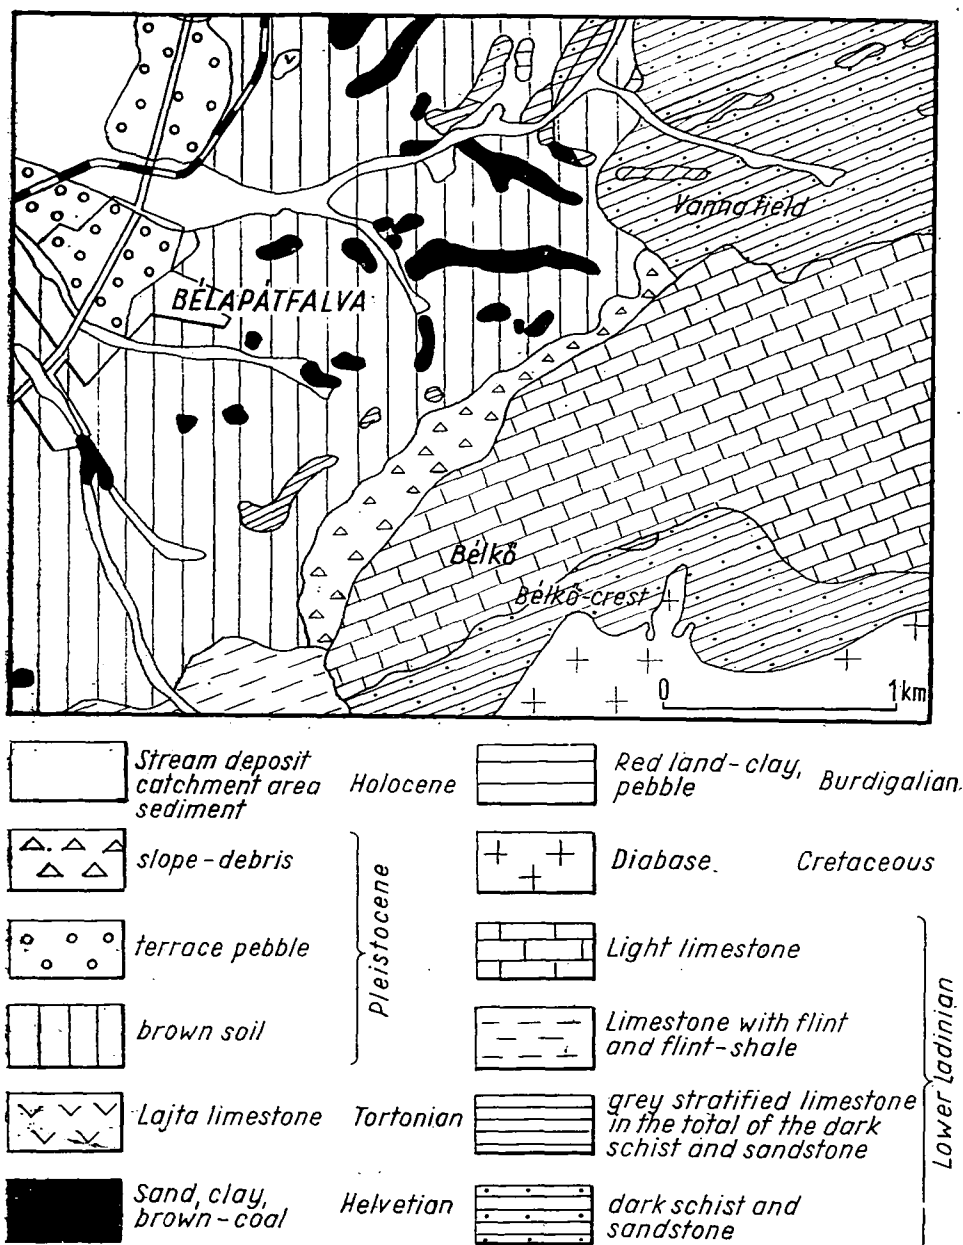 Vanna field
BÉLAPÁTFALVA
Bélkő
Bélkő-crest
0 1km
Stream deposit
catchment area
sediment
Holocene
slope-debris
terrace pebble
brown soil
Pleistocene
Lajta limestone Tortonian
Sand, clay,
brown-coal
Helvetian
Red land-clay,
pebble
Burdigalian
Diabase Cretaceous
Light limestone
Limestone with flint
and flint-shale
grey stratified limestone
in the total of the dark
schist and sandstone
dark schist and
sandstone
Lower Ladinian